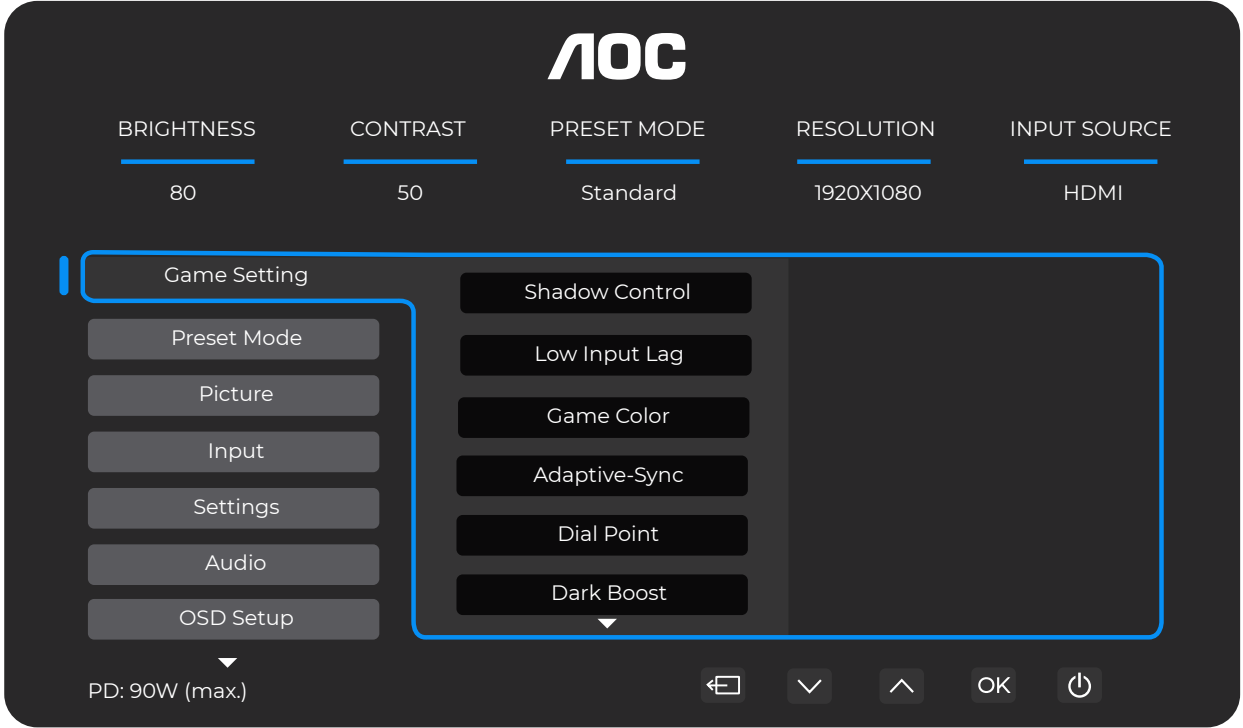 AOC
BRIGHTNESS CONTRAST PRESET MODE RESOLUTION INPUT SOURCE
80 50 Standard 1920X1080 HDMI
Game Setting
Preset Mode
Picture
Input
Settings
Audio
OSD Setup
Shadow Control
Low Input Lag
Game Color
Adaptive-Sync
Dial Point
Dark Boost
PD: 90W (max.)
OK